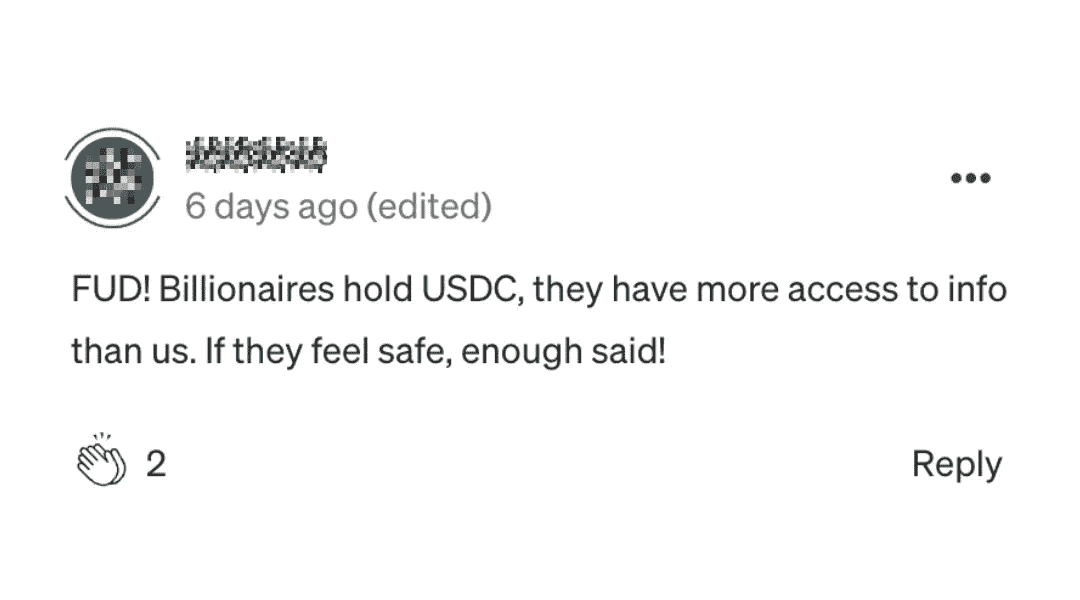 6 days ago (edited)
FUD! Billionaires hold USDC, they have more access to info
than us. If they feel safe, enough said!
2
Reply